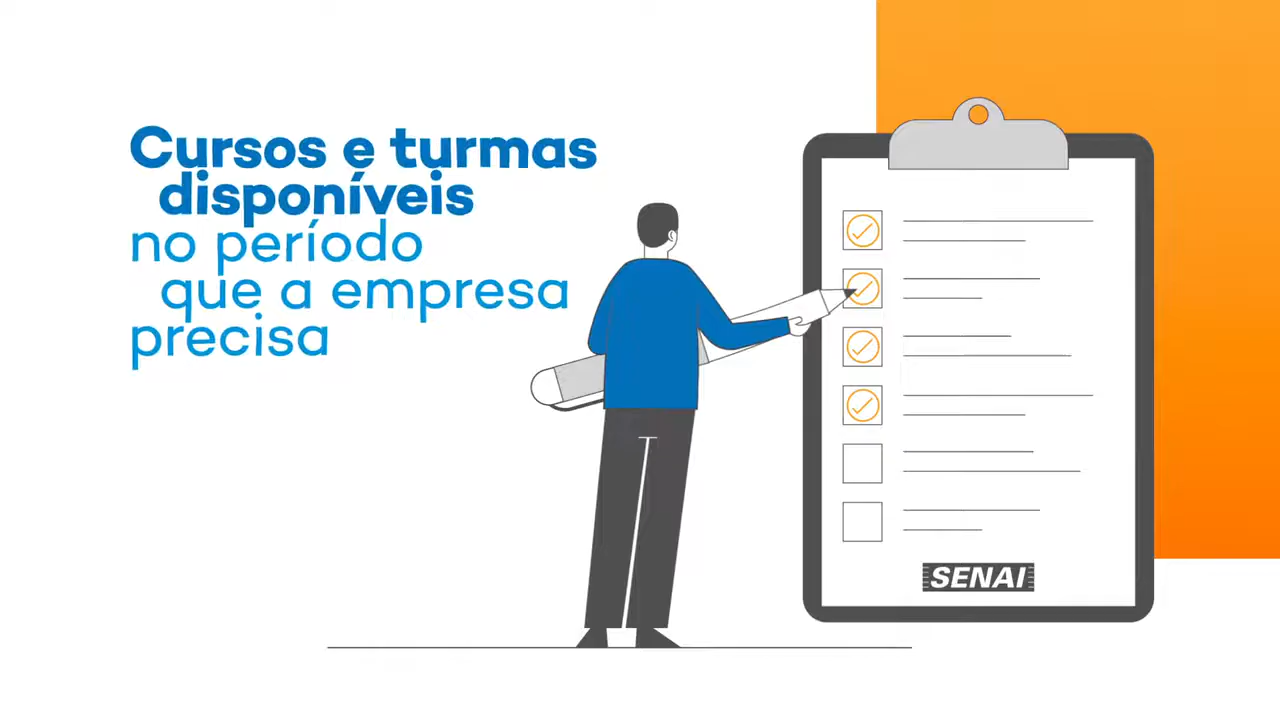 Cursos e turmas
disponíveis
no período
que a empresa
precisa
SENAI